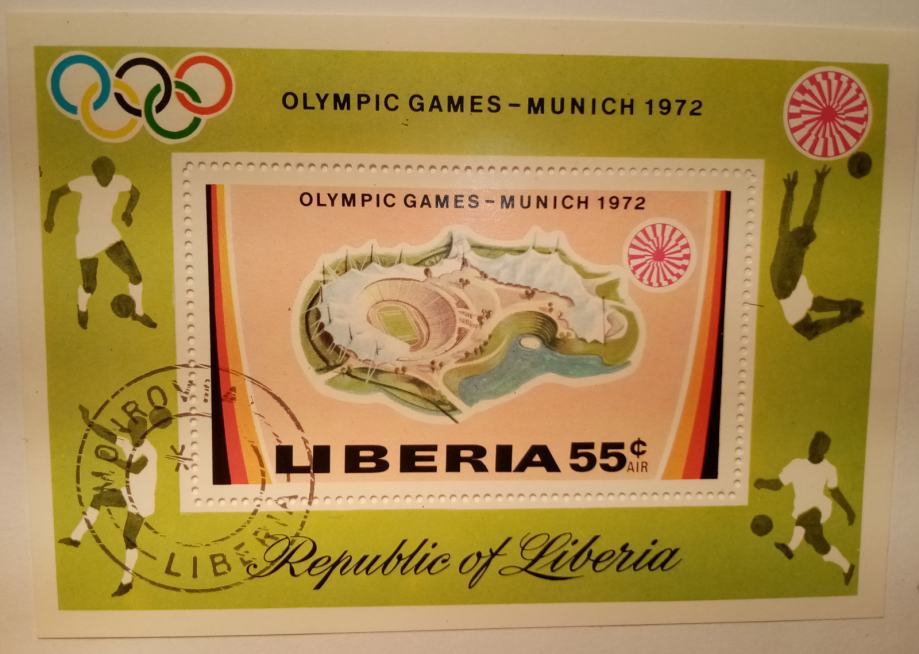 OLYMPIC GAMES - MUNICH 1972
OLYMPIC GAMES - MUNICH 1972
LIBERIA 55¢
AIR
MONROVIA
LIBERIA
Republic of Liberia